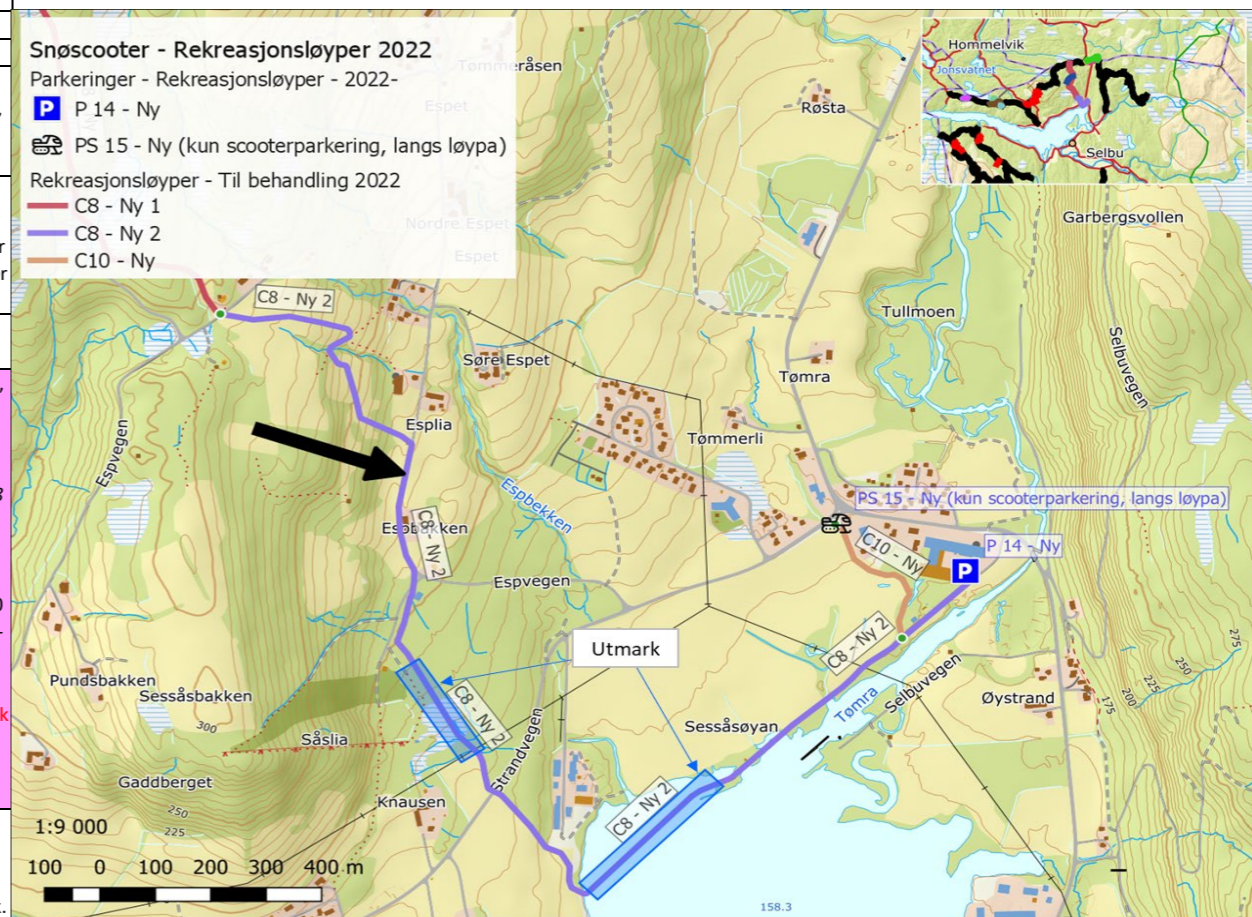 Snøscooter - Rekreasjonsløyper 2022
Parkeringer - Rekreasjonsløyper - 2022-
P P 14 - Ny
PS 15 - Ny (kun scooterparkering, langs løypa)
Rekreasjonsløyper - Til behandling 2022
C8 - Ny 1
C8 - Ny 2
C10 - Ny
Tømmeråsen
Espet
Nordre Espet
Espet
Røsta
Hommelvik
Jonsvatnet
Selbu
Garbergsvollen
C8 - Ny 2
Tullmoen
Selbuvegen
Søre Espet
Tømra
Esplia
Tømmerli
Espvegen
Espbekken
PS 15 - Ny (kun scooterparkering, langs løypa)
Espbakken
C8 - Ny 2
C10 - Ny
P 14 - Ny
P
Espvegen
C8 - Ny 2
Utmark
Pundsbakken
Sessåsbakken
300
Såslia
C8 - Ny 2
Strandvegen
Sessåsøyan
Tømra
Selbuvegen
Øystrand
275
250
225
200
175
250
Gaddberget
250
225
Knausen
C8 - Ny 2
1:9 000
100 0 100 200 300 400 m
158.3